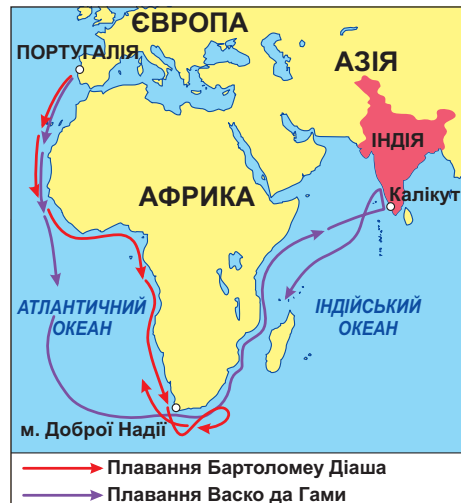 ЄВРОПА
ПОРТУГАЛІЯ
АЗІЯ
ІНДІЯ
АФРИКА
Калікут
АТЛАНТИЧНИЙ
ОКЕАН
ІНДІЙСЬКИЙ
ОКЕАН
м. Доброї Надії
Плавання Бартоломеу Діаша
Плавання Васко да Гами